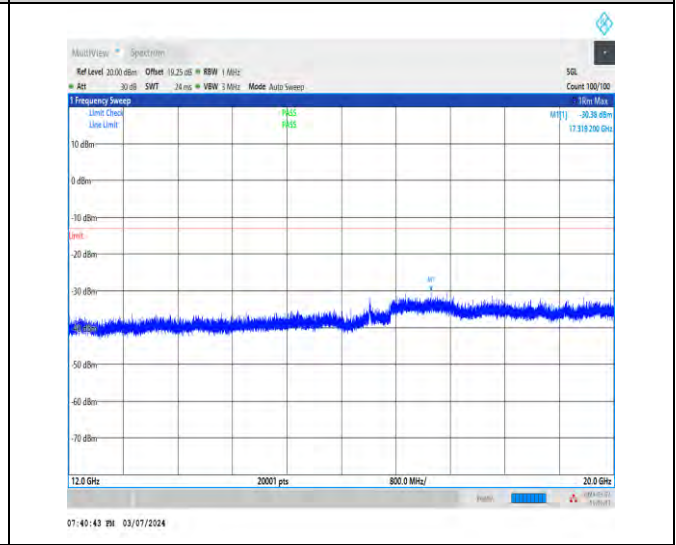 MultiView Spectrum
Ref Level 20.00 dBm Offset 19.25 dB RBW 1 MHz SGL
Att 30 dB SWT 24 ms VBW 3 MHz Mode Auto Sweep Count 100/100
1 Frequency Sweep 1Rm Max
Limit Check PASS M1[1] -30.38 dBm
Line Limit PASS 17.319 200 GHz
10 dBm
0 dBm
-10 dBm
Limit
-20 dBm
M1
-30 dBm
-40 dBm
-50 dBm
-60 dBm
-70 dBm
12.0 GHz 20001 pts 800.0 MHz/ 20.0 GHz
07:40:43 PM 03/07/2024